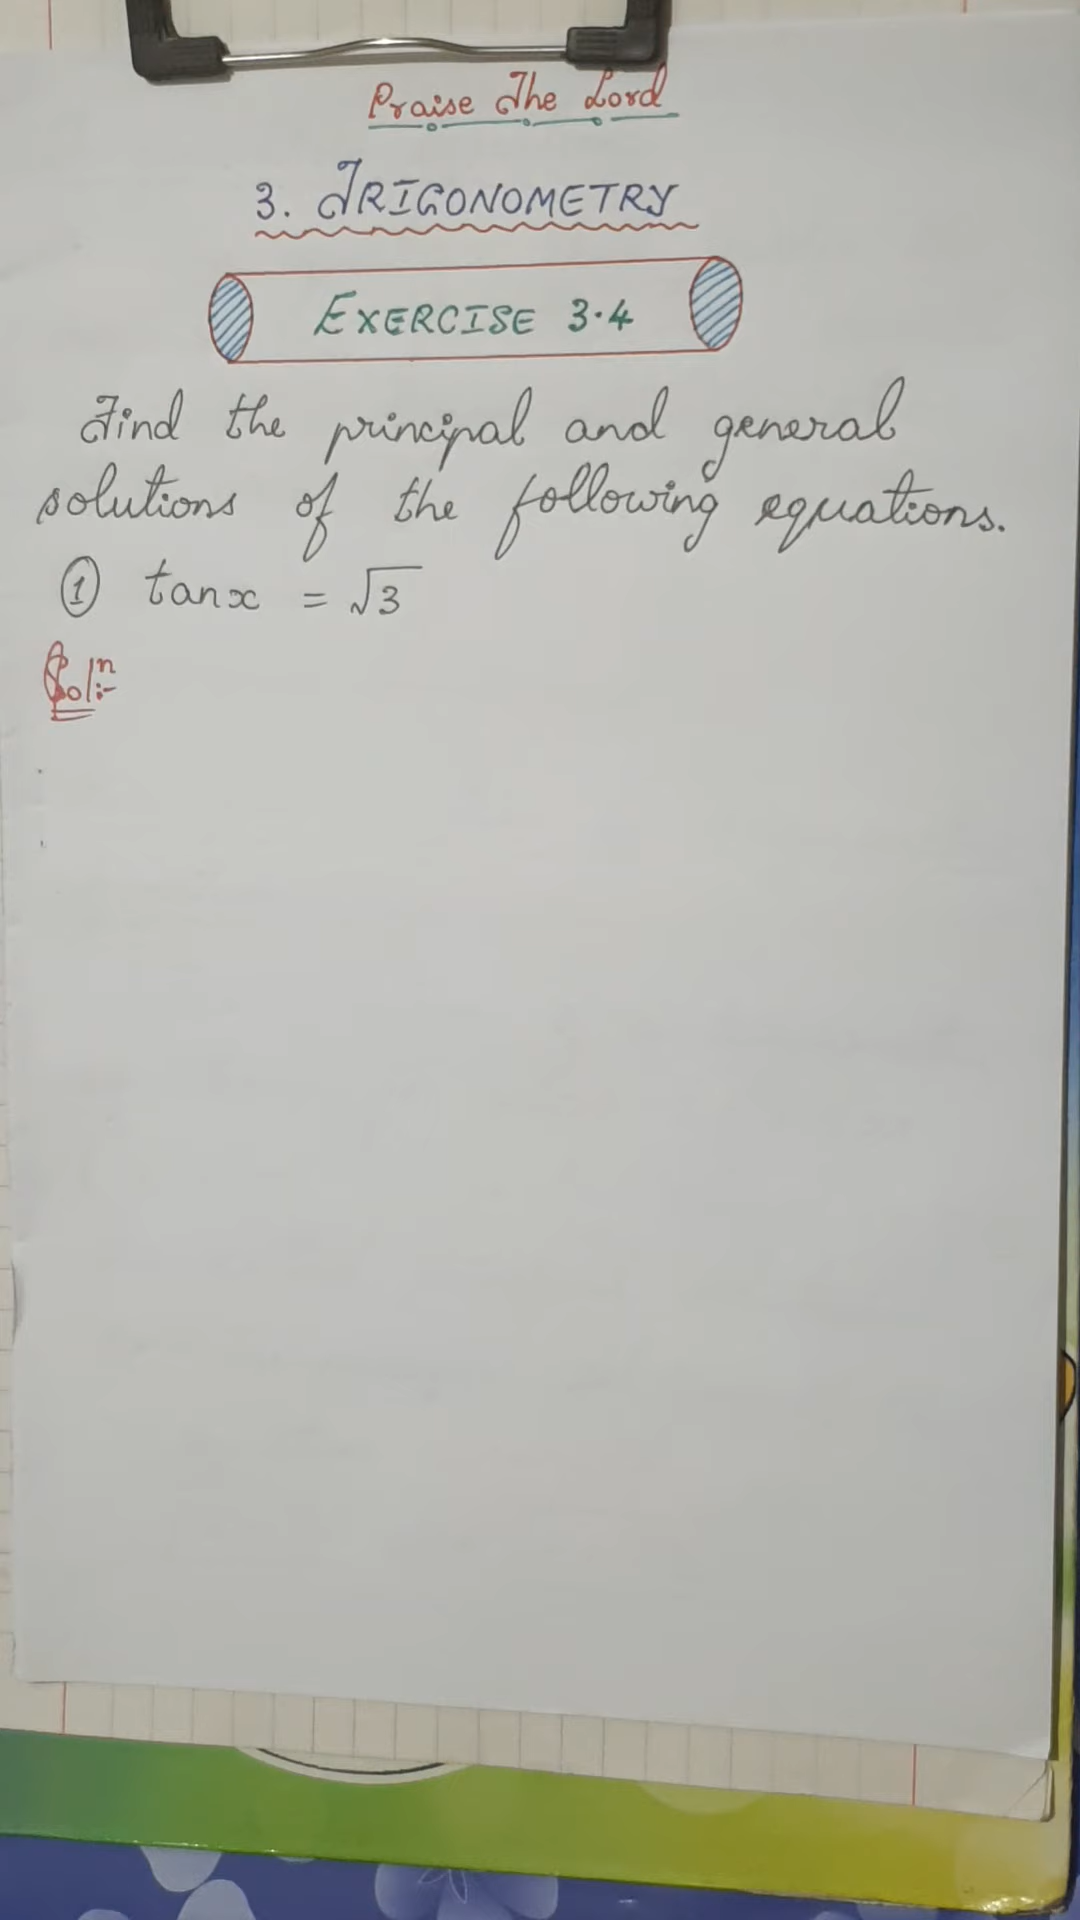 Praise The Lord
3. TRIGONOMETRY
EXERCISE 3.4
Find the principal and general
solutions of the following equations.
① tanx = √3
Solⁿ:-